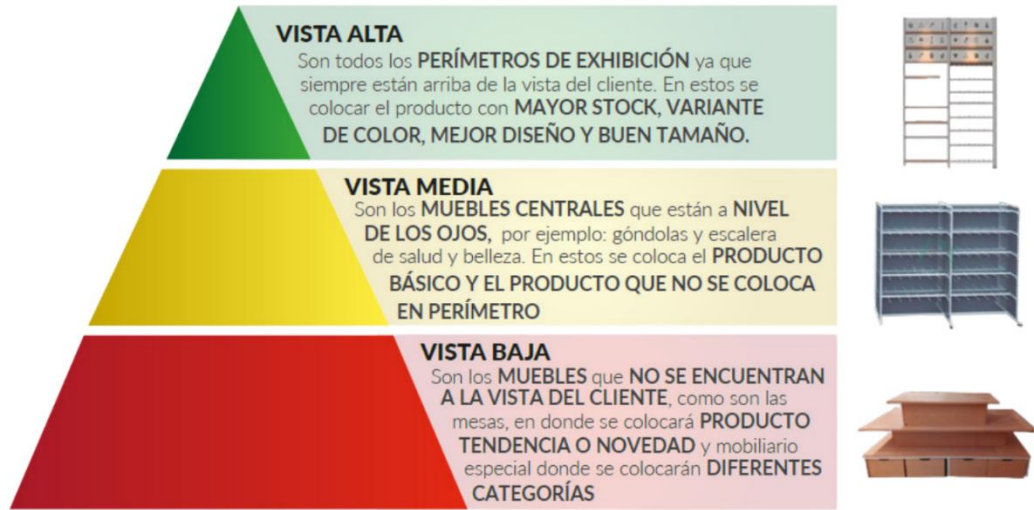 VISTA ALTA
Son todos los PERÍMETROS DE EXHIBICIÓN ya que
siempre están arriba de la vista del cliente. En estos se
colocar el producto con MAYOR STOCK, VARIANTE
DE COLOR, MEJOR DISEÑO Y BUEN TAMAÑO.
VISTA MEDIA
Son los MUEBLES CENTRALES que están a NIVEL
DE LOS OJOS, por ejemplo: góndolas y escalera
de salud y belleza. En estos se coloca el PRODUCTO
BÁSICO Y EL PRODUCTO QUE NO SE COLOCA
EN PERÍMETRO
VISTA BAJA
Son los MUEBLES que NO SE ENCUENTRAN
A LA VISTA DEL CLIENTE, como son las
mesas, en donde se colocará PRODUCTO
TENDENCIA O NOVEDAD y mobiliario
especial donde se colocarán DIFERENTES
CATEGORÍAS